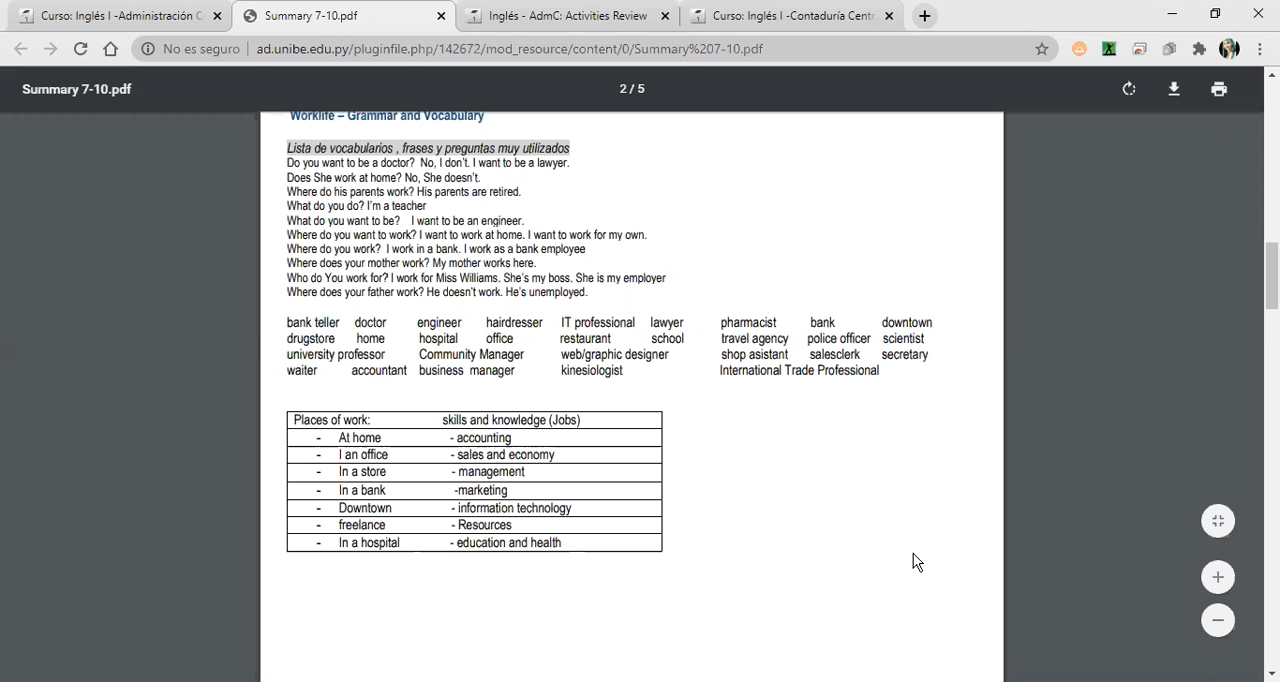 Curso: Inglés I -Administración C
Summary 7-10.pdf
Inglés - AdmC: Activities Review
Curso: Inglés I -Contaduría Centr
No es seguro
ad.unibe.edu.py/pluginfile.php/142672/mod_resource/content/0/Summary%207-10.pdf
Summary 7-10.pdf
2 / 5
Worklife – Grammar and Vocabulary
Lista de vocabularios , frases y preguntas muy utilizados
Do you want to be a doctor? No, I don't. I want to be a lawyer.
Does She work at home? No, She doesn't.
Where do his parents work? His parents are retired.
What do you do? I'm a teacher
What do you want to be? I want to be an engineer.
Where do you want to work? I want to work at home. I want to work for my own.
Where do you work? I work in a bank. I work as a bank employee
Where does your mother work? My mother works here.
Who do You work for? I work for Miss Williams. She's my boss. She is my employer
Where does your father work? He doesn't work. He's unemployed.
bank teller doctor engineer hairdresser IT professional lawyer pharmacist bank downtown
drugstore home hospital office restaurant school travel agency police officer scientist
university professor Community Manager web/graphic designer shop asistant salesclerk secretary
waiter accountant business manager kinesiologist International Trade Professional
Places of work: skills and knowledge (Jobs)
- At home - accounting
- I an office - sales and economy
- In a store - management
- In a bank -marketing
- Downtown - information technology
- freelance - Resources
- In a hospital - education and health